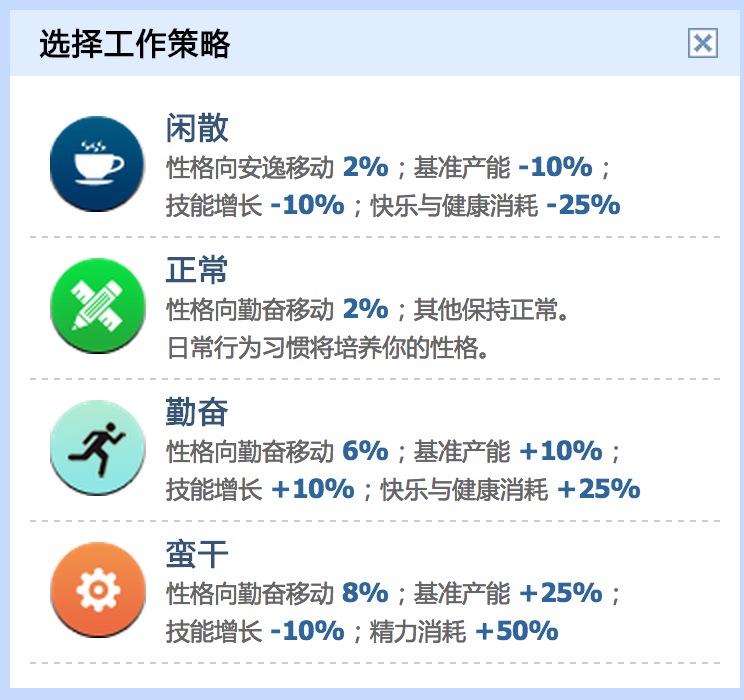 选择工作策略
闲散
性格向安逸移动 2%；基准产能 -10%；
技能增长 -10%；快乐与健康消耗 -25%
正常
性格向勤奋移动 2%；其他保持正常。
日常行为习惯将培养你的性格。
勤奋
性格向勤奋移动 6%；基准产能 +10%；
技能增长 +10%；快乐与健康消耗 +25%
蛮干
性格向勤奋移动 8%；基准产能 +25%；
技能增长 -10%；精力消耗 +50%